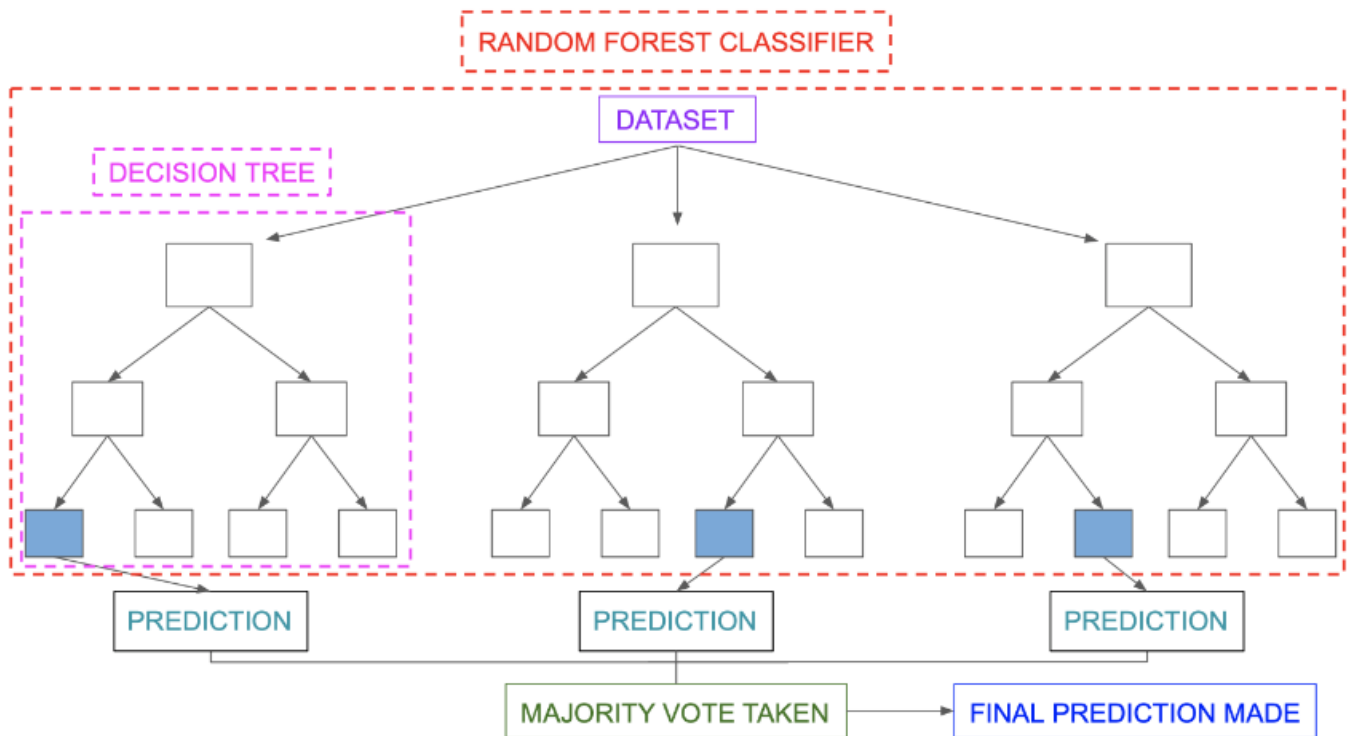 RANDOM FOREST CLASSIFIER
DATASET
DECISION TREE
PREDICTION
PREDICTION
PREDICTION
MAJORITY VOTE TAKEN
FINAL PREDICTION MADE